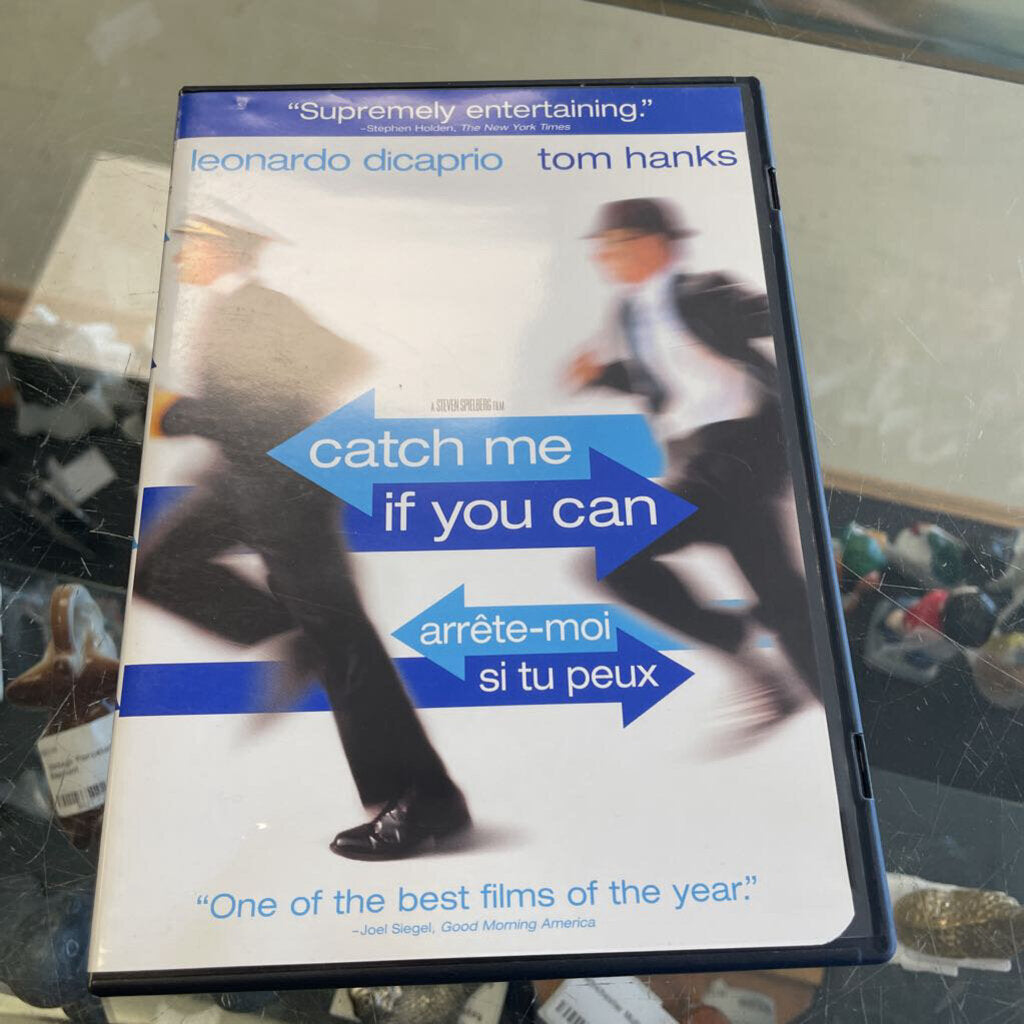 “Supremely entertaining.”
–Stephen Holden, The New York Times
leonardo dicaprio tom hanks
A STEVEN SPIELBERG FILM
catch me
if you can
arrête-moi
si tu peux
“One of the best films of the year.”
–Joel Siegel, Good Morning America